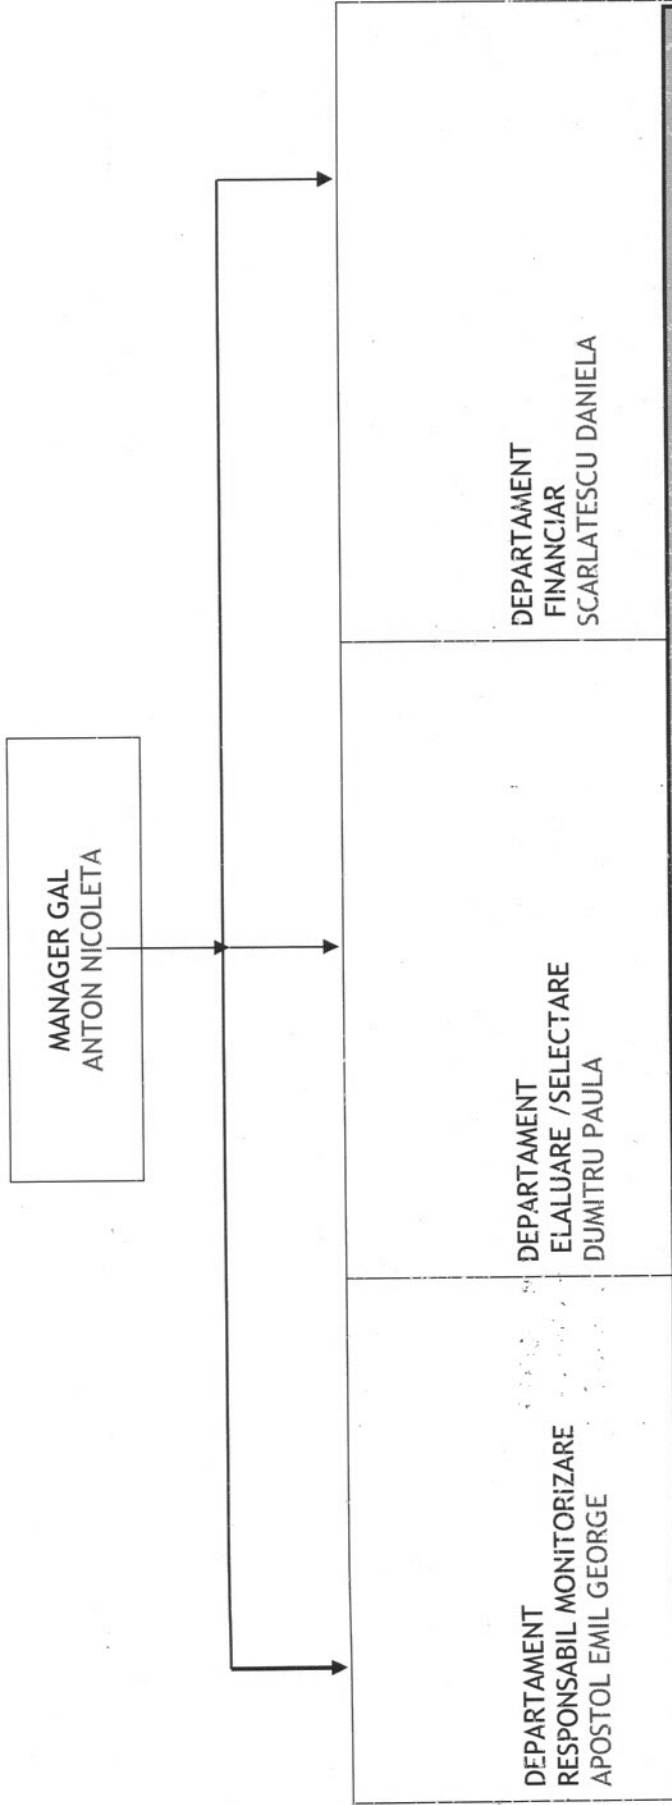 MANAGER GAL
ANTON NICOLETA
DEPARTAMENT
RESPONSABIL MONITORIZARE
APOSTOL EMIL GEORGE
DEPARTAMENT
ELALUARE /SELECTARE
DUMITRU PAULA
DEPARTAMENT
FINANCIAR
SCARLATESCU DANIELA